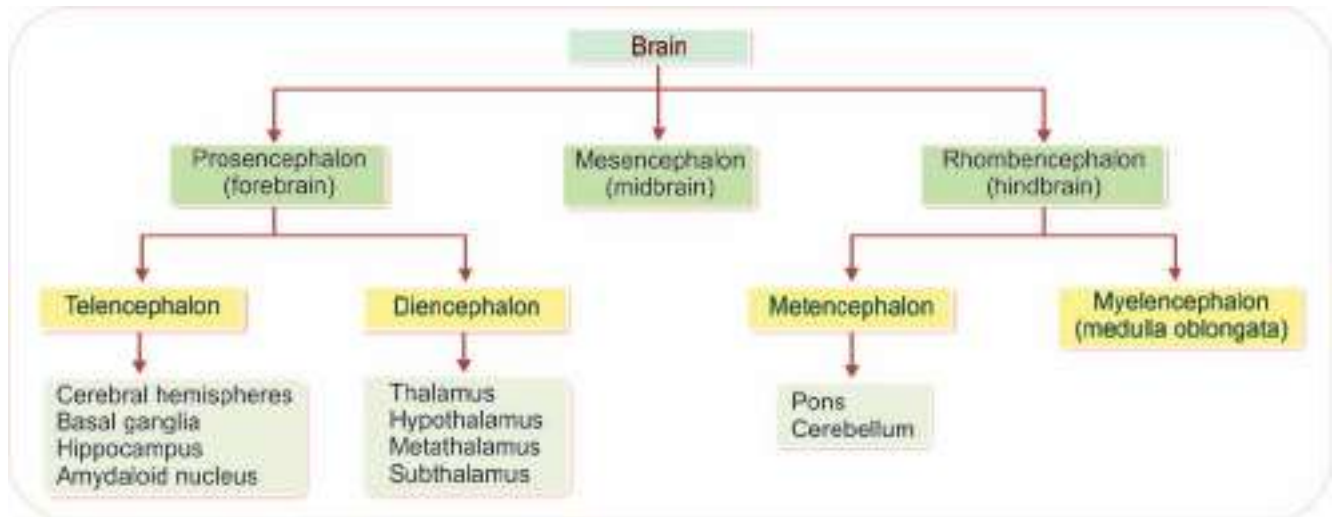 Brain
Prosencephalon
(forebrain)
Mesencephalon
(midbrain)
Rhombencephalon
(hindbrain)
Telencephalon
Diencephalon
Metencephalon
Myelencephalon
(medulla oblongata)
Cerebral hemispheres
Basal ganglia
Hippocampus
Amydaloid nucleus
Thalamus
Hypothalamus
Metathalamus
Subthalamus
Pons
Cerebellum